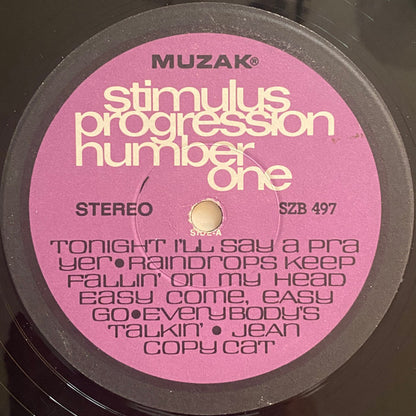 MUZAK®
stimulus
progression
number
one
STEREO
SZB 497
SIDE-A
TONIGHT I'LL SAY A PRA
YER • RAINDROPS KEEP
FALLIN' ON MY HEAD
EASY COME, EASY
GO • EVERYBODY'S
TALKIN' • JEAN
COPY CAT